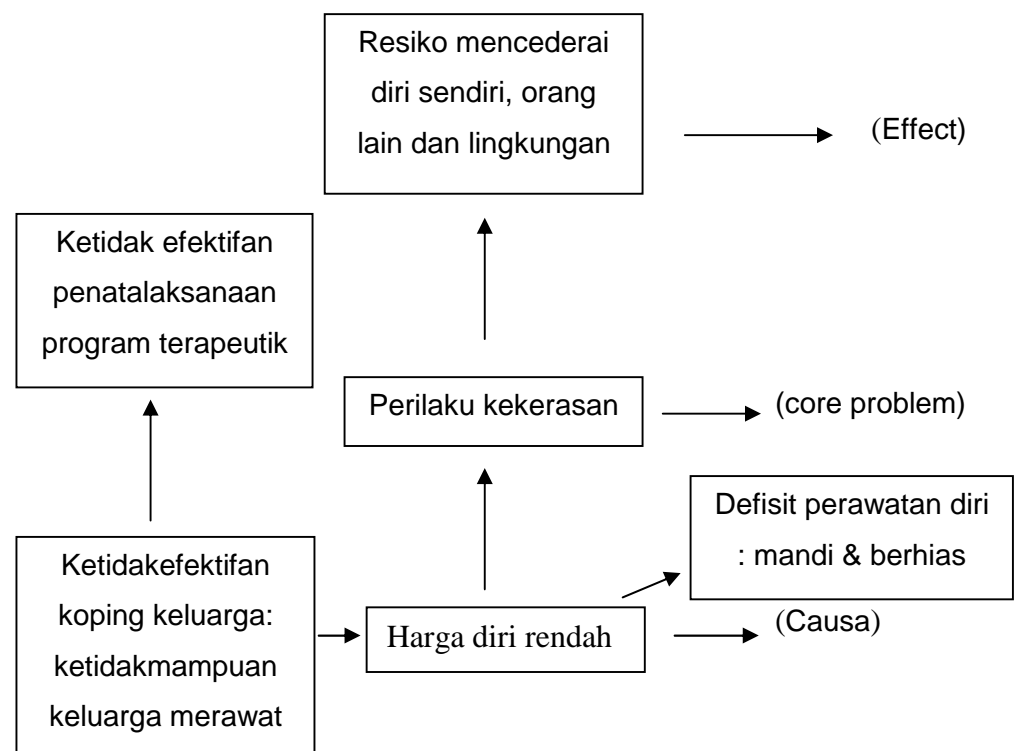 Resiko mencederai
diri sendiri, orang
lain dan lingkungan
(Effect)
Ketidak efektifan
penatalaksanaan
program terapeutik
Perilaku kekerasan
(core problem)
Defisit perawatan diri
: mandi & berhias
Ketidakefektifan
koping keluarga:
ketidakmampuan
keluarga merawat
Harga diri rendah
(Causa)